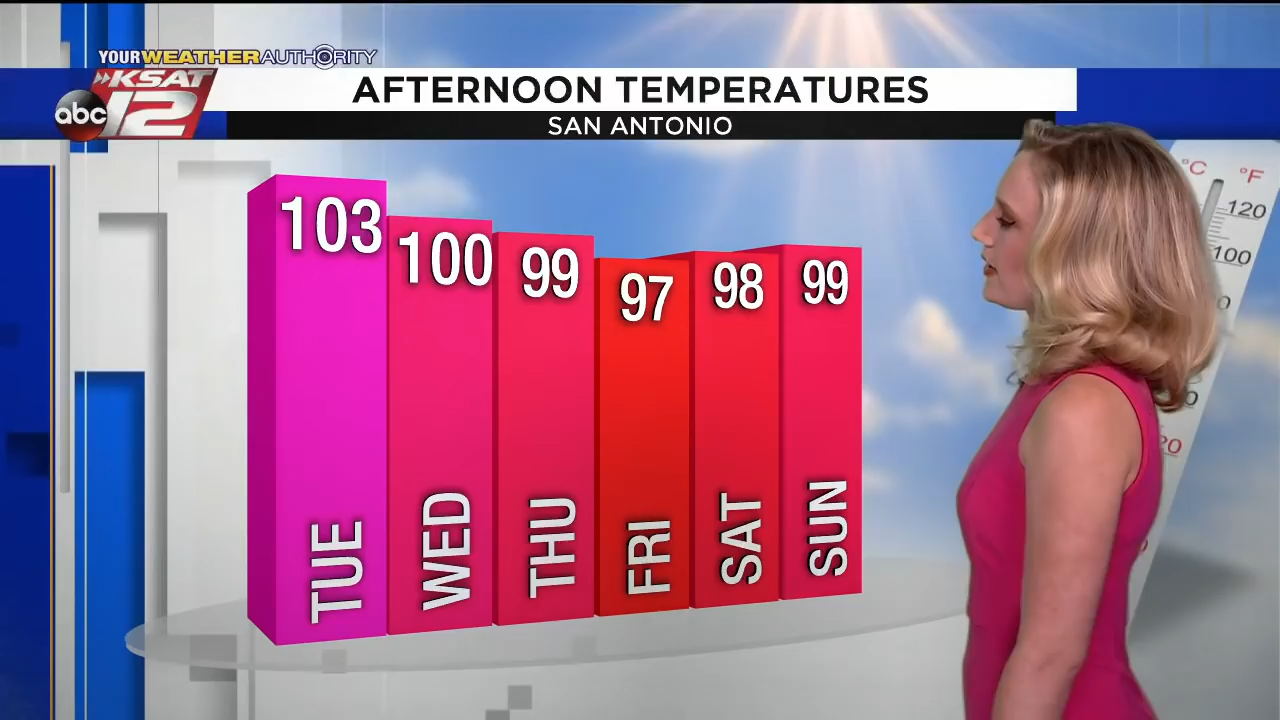 YOURWEATHERAUTHORITY
KSAT
abc 12
AFTERNOON TEMPERATURES
SAN ANTONIO
103 100 99 97 98 99
TUE WED THU FRI SAT SUN
°C °F
120
100